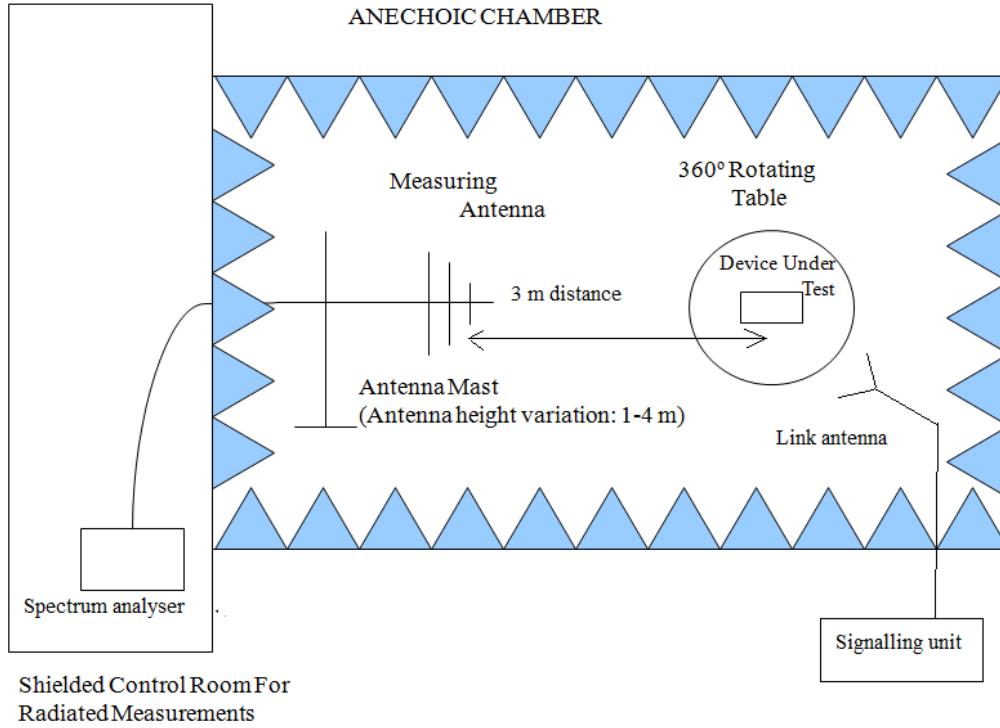 ANECHOIC CHAMBER
Measuring
Antenna
360º Rotating
Table
Device Under
Test
3 m distance
Antenna Mast
(Antenna height variation: 1-4 m)
Link antenna
Spectrum analyser
Signalling unit
Shielded Control Room For
Radiated Measurements